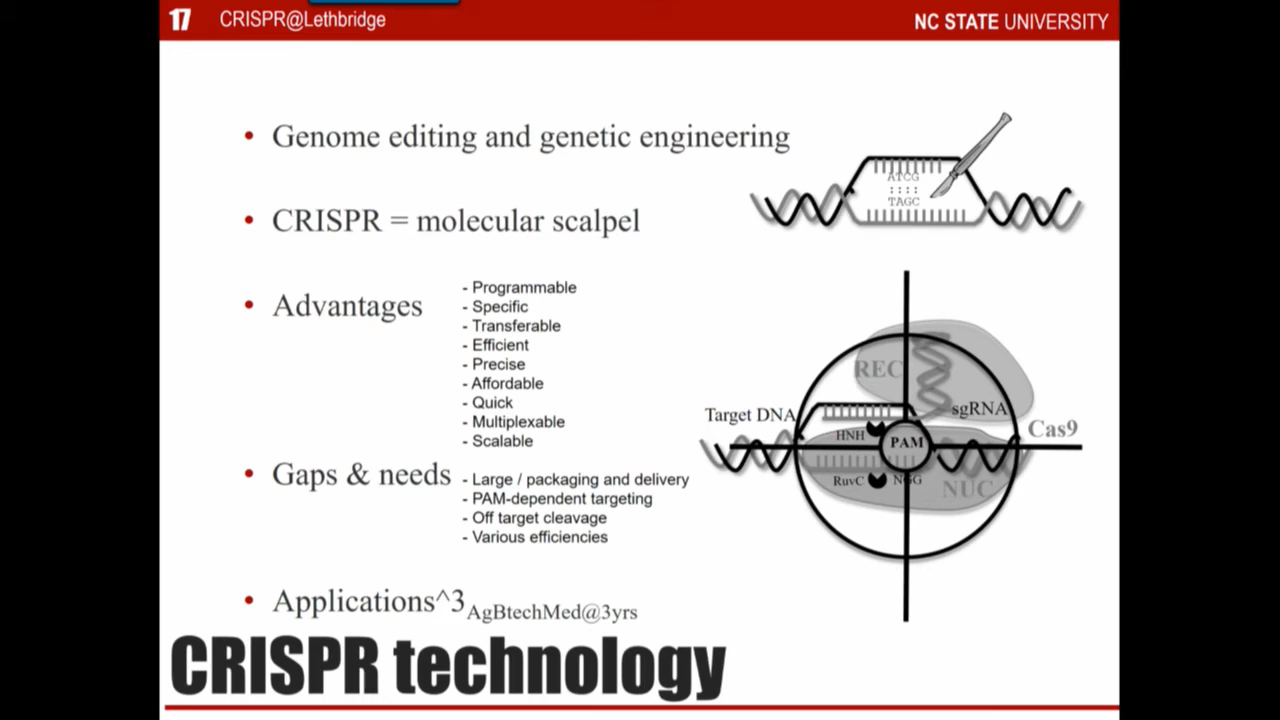 17 CRISPR@Lethbridge NC STATE UNIVERSITY
• Genome editing and genetic engineering
• CRISPR = molecular scalpel
• Advantages
- Programmable
- Specific
- Transferable
- Efficient
- Precise
- Affordable
- Quick
- Multiplexable
- Scalable
• Gaps & needs
- Large / packaging and delivery
- PAM-dependent targeting
- Off target cleavage
- Various efficiencies
• Applications^3 AgBtechMed@3yrs
CRISPR technology
ATCG
::::
TAGC
REC
Target DNA
sgRNA
Cas9
HNH
PAM
RuvC
NGG
NUC